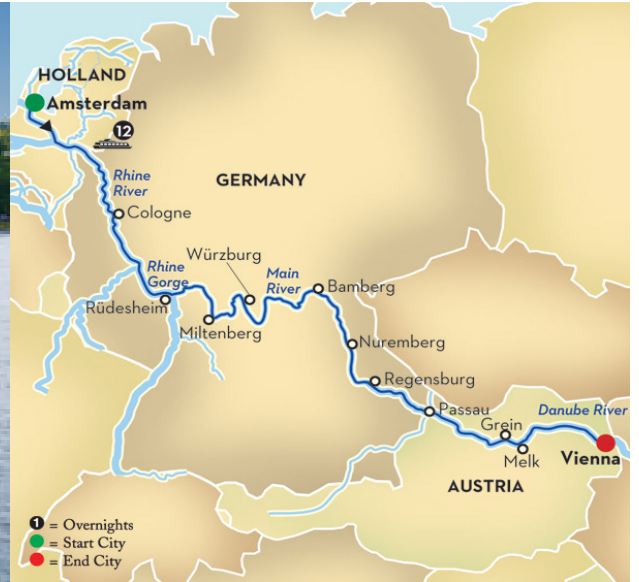 HOLLAND
Amsterdam
12
Rhine
River
GERMANY
Cologne
Würzburg
Rhine
Gorge
Main
River
Bamberg
Rüdesheim
Miltenberg
Nuremberg
Regensburg
Passau
Danube River
Grein
Melk
Vienna
AUSTRIA
1 = Overnights
= Start City
= End City